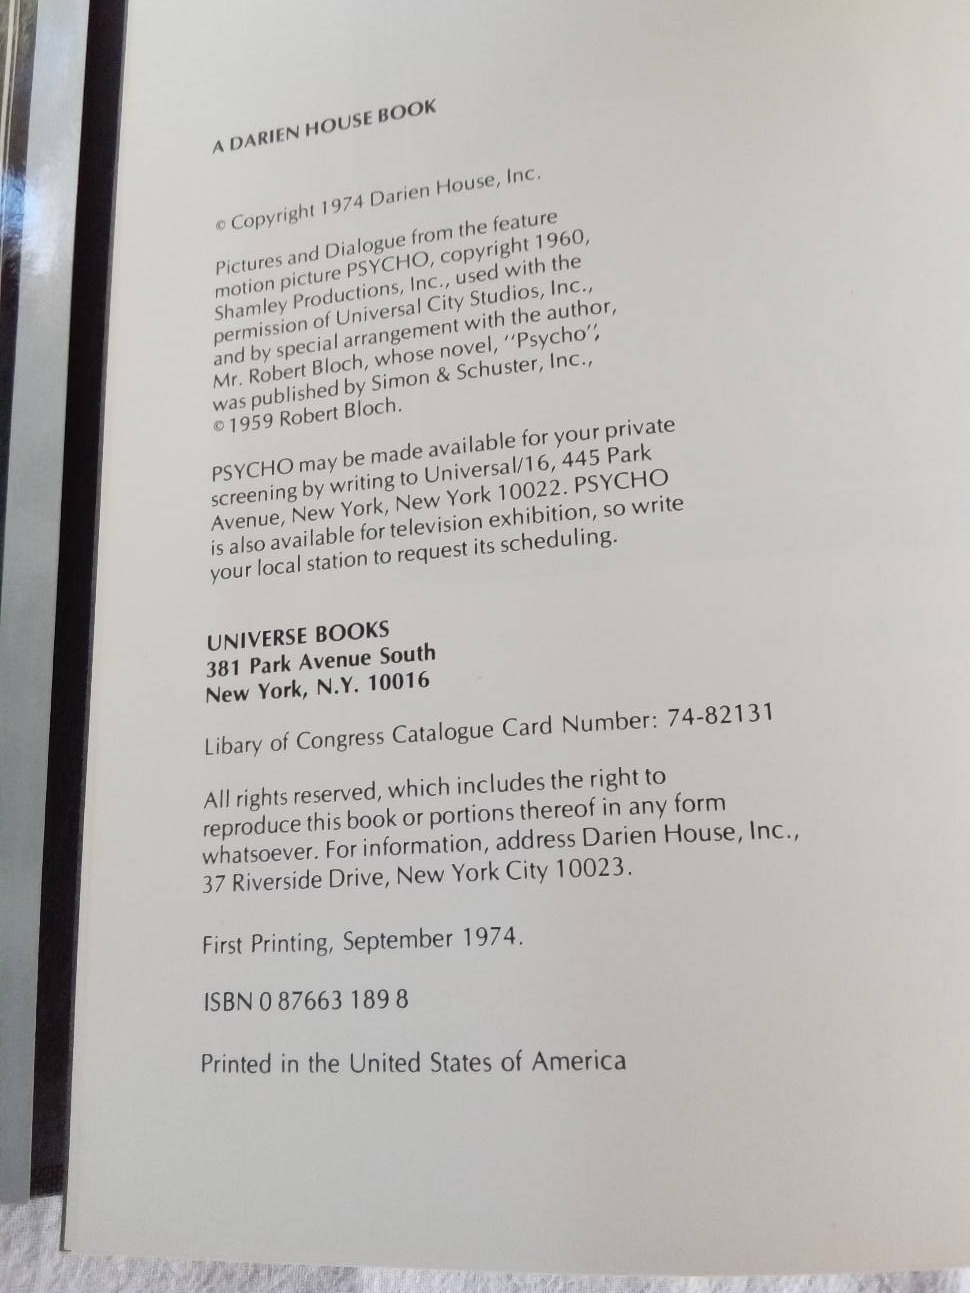 A DARIEN HOUSE BOOK
© Copyright 1974 Darien House, Inc.
Pictures and Dialogue from the feature
motion picture PSYCHO, copyright 1960,
Shamley Productions, Inc., used with the
permission of Universal City Studios, Inc.,
and by special arrangement with the author,
Mr. Robert Bloch, whose novel, ''Psycho'',
was published by Simon & Schuster, Inc.,
© 1959 Robert Bloch.
PSYCHO may be made available for your private
screening by writing to Universal/16, 445 Park
Avenue, New York, New York 10022. PSYCHO
is also available for television exhibition, so write
your local station to request its scheduling.
UNIVERSE BOOKS
381 Park Avenue South
New York, N.Y. 10016
Libary of Congress Catalogue Card Number: 74-82131
All rights reserved, which includes the right to
reproduce this book or portions thereof in any form
whatsoever. For information, address Darien House, Inc.,
37 Riverside Drive, New York City 10023.
First Printing, September 1974.
ISBN 0 87663 189 8
Printed in the United States of America